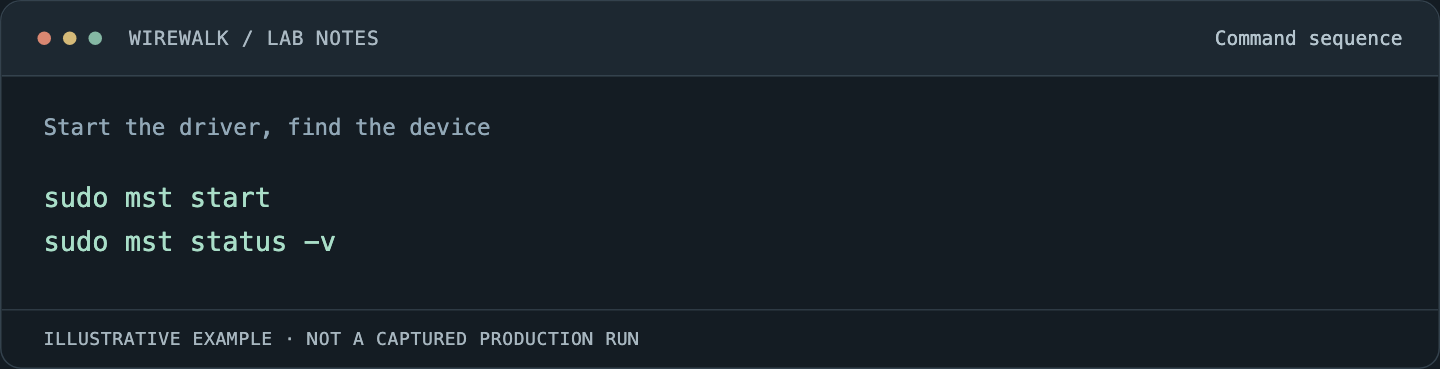 WIREWALK / LAB NOTES
Command sequence
Start the driver, find the device
sudo mst start
sudo mst status -v
ILLUSTRATIVE EXAMPLE · NOT A CAPTURED PRODUCTION RUN